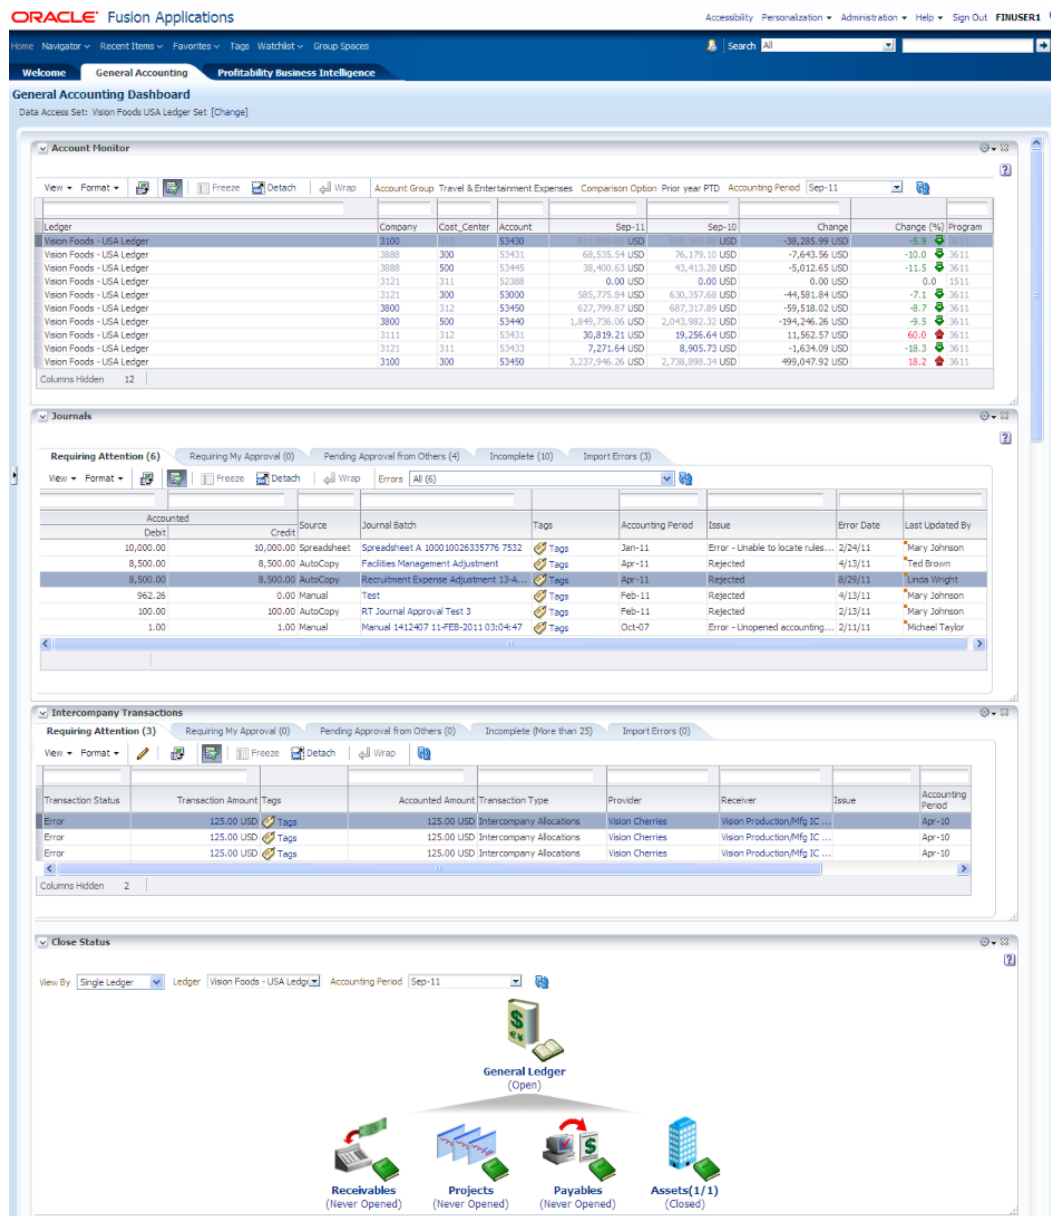 ORACLE Fusion Applications
Accessibility Personalization Administration Help Sign Out FINUSER1
Home Navigator Recent Items Favorites Tags Watchlist Group Spaces
Search All
Welcome General Accounting Profitability Business Intelligence
General Accounting Dashboard
Data Access Set: Vision Foods USA Ledger Set [Change]
Account Monitor
View Format Freeze Detach Wrap Account Group Travel & Entertainment Expenses Comparison Option Prior year PTD Accounting Period Sep-11
Ledger Company Cost_Center Account Sep-11 Sep-10 Change Change (%) Program
Vision Foods - USA Ledger 3100 312 53430 USD USD -38,285.99 USD -5.9
Vision Foods - USA Ledger 3888 300 53431 68,535.54 USD 76,179.10 USD -7,643.56 USD -10.0 3611
Vision Foods - USA Ledger 3888 500 53445 38,400.63 USD 43,413.28 USD -5,012.65 USD -11.5 3611
Vision Foods - USA Ledger 3121 311 52388 0.00 USD 0.00 USD 0.00 USD 0.0 1511
Vision Foods - USA Ledger 3121 300 53000 585,775.84 USD 630,357.68 USD -44,581.84 USD -7.1 3611
Vision Foods - USA Ledger 3800 312 53450 627,799.87 USD 687,317.89 USD -59,518.02 USD -8.7 3611
Vision Foods - USA Ledger 3800 500 53440 1,849,736.06 USD 2,043,982.32 USD -194,246.26 USD -9.5 3611
Vision Foods - USA Ledger 3111 312 53431 30,819.21 USD 19,256.64 USD 11,562.57 USD 60.0 3611
Vision Foods - USA Ledger 3121 311 53433 7,271.64 USD 8,905.73 USD -1,634.09 USD -18.3 3611
Vision Foods - USA Ledger 3100 300 53450 3,237,946.26 USD 2,738,898.34 USD 499,047.92 USD 18.2 3611
Columns Hidden 12
Journals
Requiring Attention (6) Requiring My Approval (0) Pending Approval from Others (4) Incomplete (10) Import Errors (3)
View Format Freeze Detach Wrap Errors All (6)
Accounted
Debit Credit Source Journal Batch Tags Accounting Period Issue Error Date Last Updated By
10,000.00 10,000.00 Spreadsheet Spreadsheet A 100010026335776 7532 Tags Jan-11 Error - Unable to locate rules... 2/24/11 Mary Johnson
8,500.00 8,500.00 AutoCopy Facilities Management Adjustment Tags Apr-11 Rejected 4/13/11 Ted Brown
8,500.00 8,500.00 AutoCopy Recruitment Expense Adjustment 13-A... Tags Apr-11 Rejected 8/29/11 Linda Wright
962.26 0.00 Manual Test Tags Feb-11 Rejected 4/13/11 Mary Johnson
100.00 100.00 AutoCopy RT Journal Approval Test 3 Tags Feb-11 Rejected 2/13/11 Mary Johnson
1.00 1.00 Manual Manual 1412407 11-FEB-2011 03:04:47 Tags Oct-07 Error - Unopened accounting... 2/11/11 Michael Taylor
Intercompany Transactions
Requiring Attention (3) Requiring My Approval (0) Pending Approval from Others (0) Incomplete (More than 25) Import Errors (0)
View Format Freeze Detach Wrap
Transaction Status Transaction Amount Tags Accounted Amount Transaction Type Provider Receiver Issue Accounting
Period
Error 125.00 USD Tags 125.00 USD Intercompany Allocations Vision Cherries Vision Production/Mfg IC ... Apr-10
Error 125.00 USD Tags 125.00 USD Intercompany Allocations Vision Cherries Vision Production/Mfg IC ... Apr-10
Error 125.00 USD Tags 125.00 USD Intercompany Allocations Vision Cherries Vision Production/Mfg IC ... Apr-10
Columns Hidden 2
Close Status
View By Single Ledger Ledger Vision Foods - USA Ledge Accounting Period Sep-11
General Ledger
(Open)
Receivables Projects Payables Assets(1/1)
(Never Opened) (Never Opened) (Never Opened) (Closed)